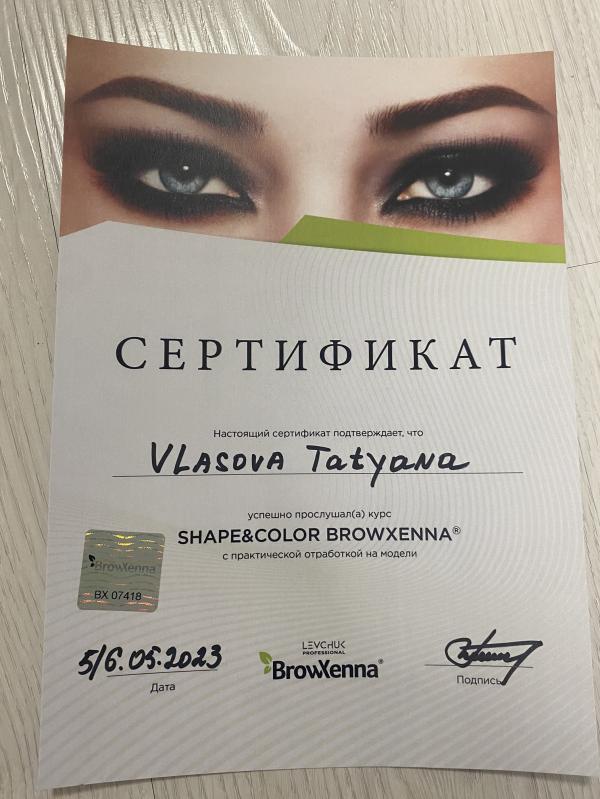 СЕРТИФИКАТ
Настоящий сертификат подтверждает, что
VLASOVA Tatyana
успешно прослушал(а) курс
SHAPE&COLOR BROWXENNA®
с практической отработкой на модели
BrowXenna
BX 07418
5/6.05.2023
Дата
LEVCHUK
PROFESSIONAL
BrowXenna®
Подпись